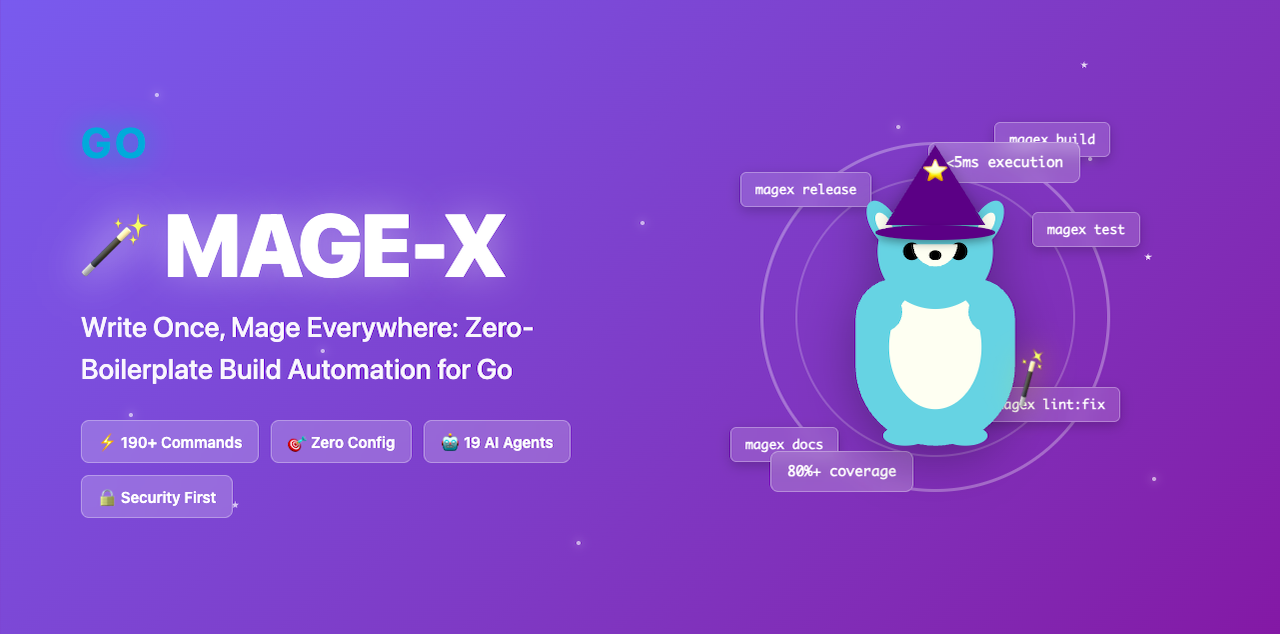 GO
MAGE-X
Write Once, Mage Everywhere: Zero-
Boilerplate Build Automation for Go
190+ Commands
Zero Config
19 AI Agents
Security First
magex build
<5ms execution
magex release
magex test
magex lint:fix
magex docs
80%+ coverage